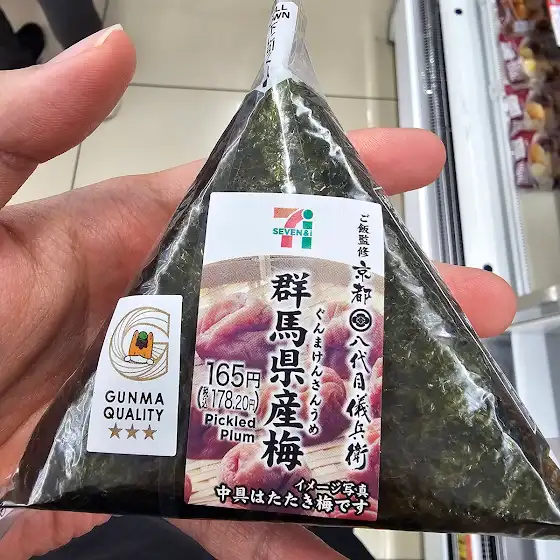 SEVEN&i
ご飯監修 京都 八代目儀兵衛
群馬県産梅
ぐんまけんさんうめ
165円
(税込178.20円)
Pickled
Plum
イメージ写真
中具はたたき梅です
G
GUNMA
QUALITY